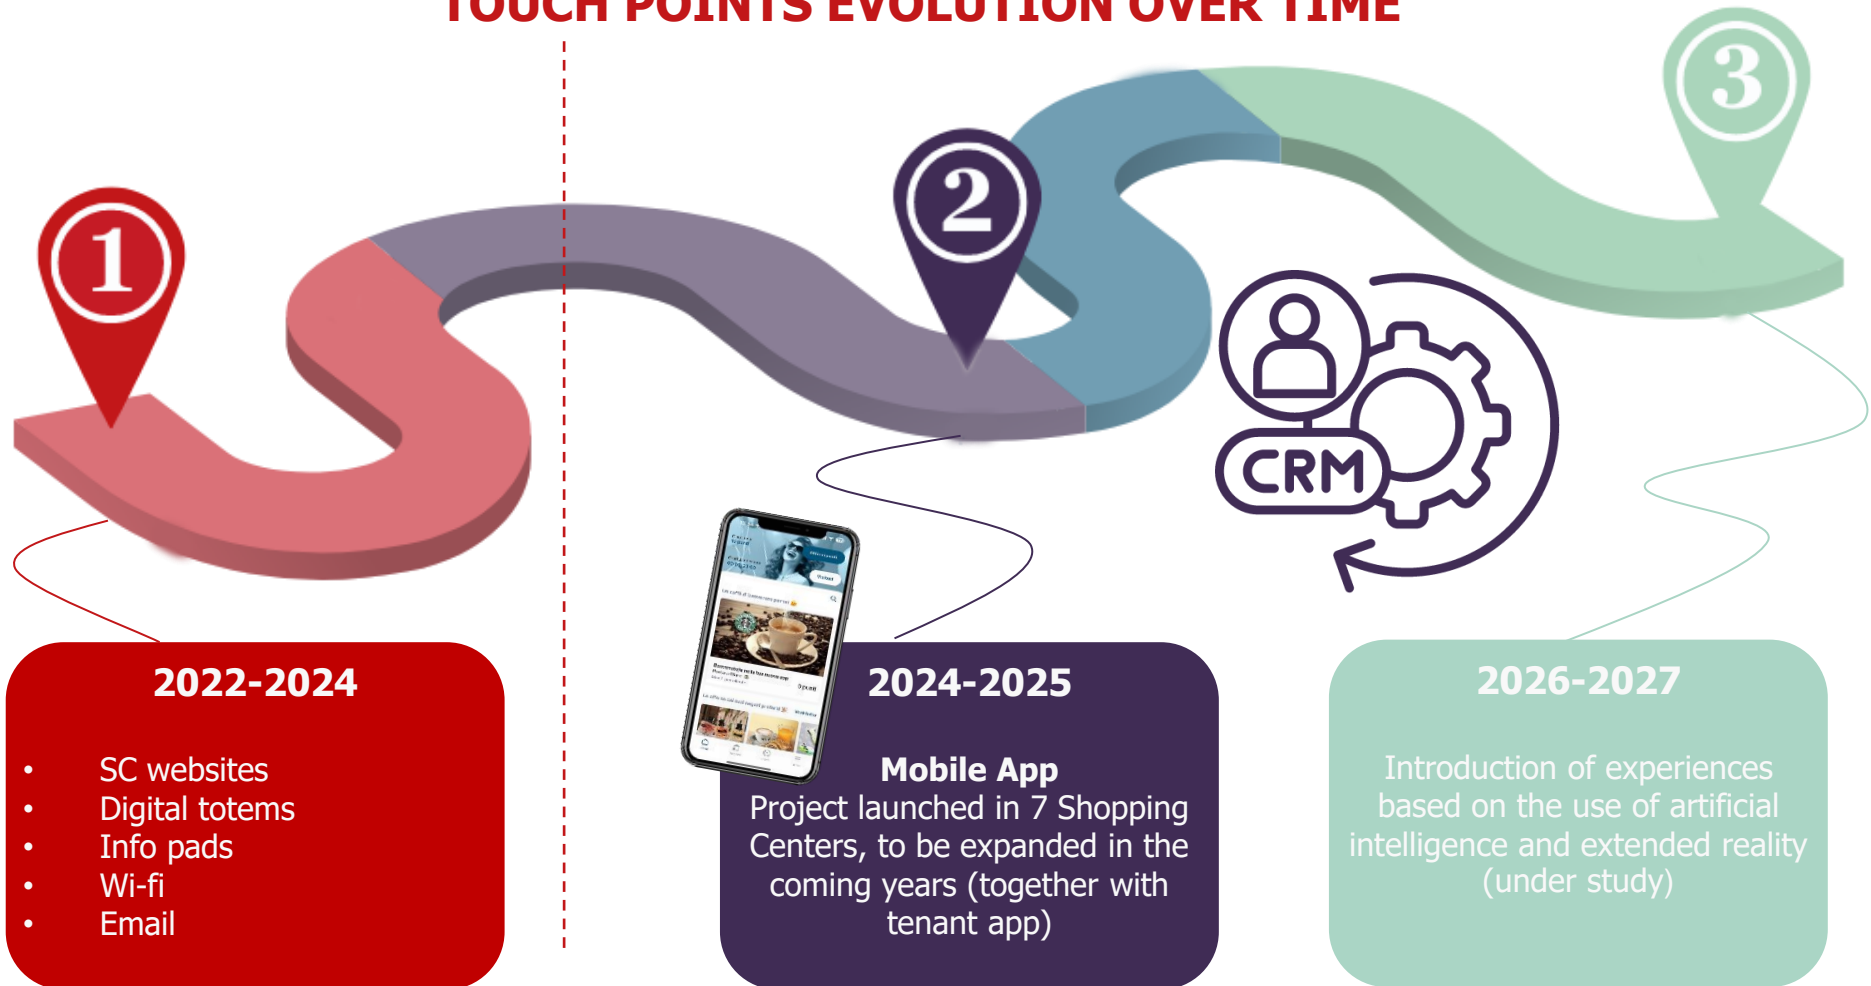 TOUCH POINTS EVOLUTION OVER TIME
1
2
3
CRM
2022-2024
• SC websites
• Digital totems
• Info pads
• Wi-fi
• Email
2024-2025
Mobile App
Project launched in 7 Shopping
Centers, to be expanded in the
coming years (together with
tenant app)
2026-2027
Introduction of experiences
based on the use of artificial
intelligence and extended reality
(under study)